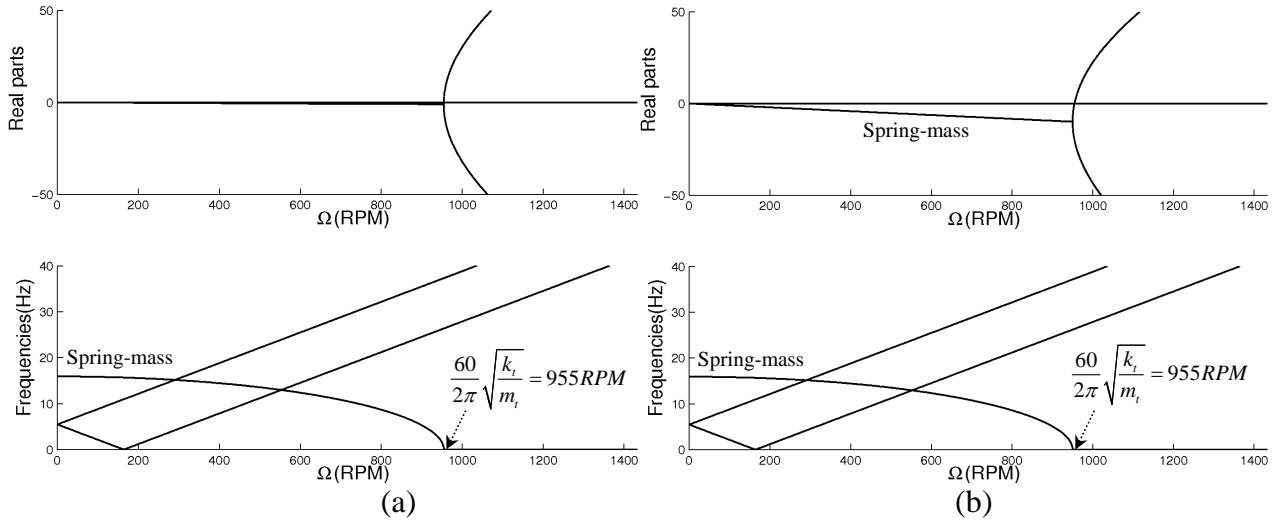 Real parts
50
0
−50
0 200 400 600 800 1000 1200 1400
Ω(RPM)
Frequencies(Hz)
40
30
20
10
0
Spring-mass
60/2π √(k_t/m_t) = 955RPM
0 200 400 600 800 1000 1200 1400
Ω(RPM)
(a)
Real parts
50
0
−50
Spring-mass
0 200 400 600 800 1000 1200 1400
Ω(RPM)
Frequencies(Hz)
40
30
20
10
0
Spring-mass
60/2π √(k_t/m_t) = 955RPM
0 200 400 600 800 1000 1200 1400
Ω(RPM)
(b)